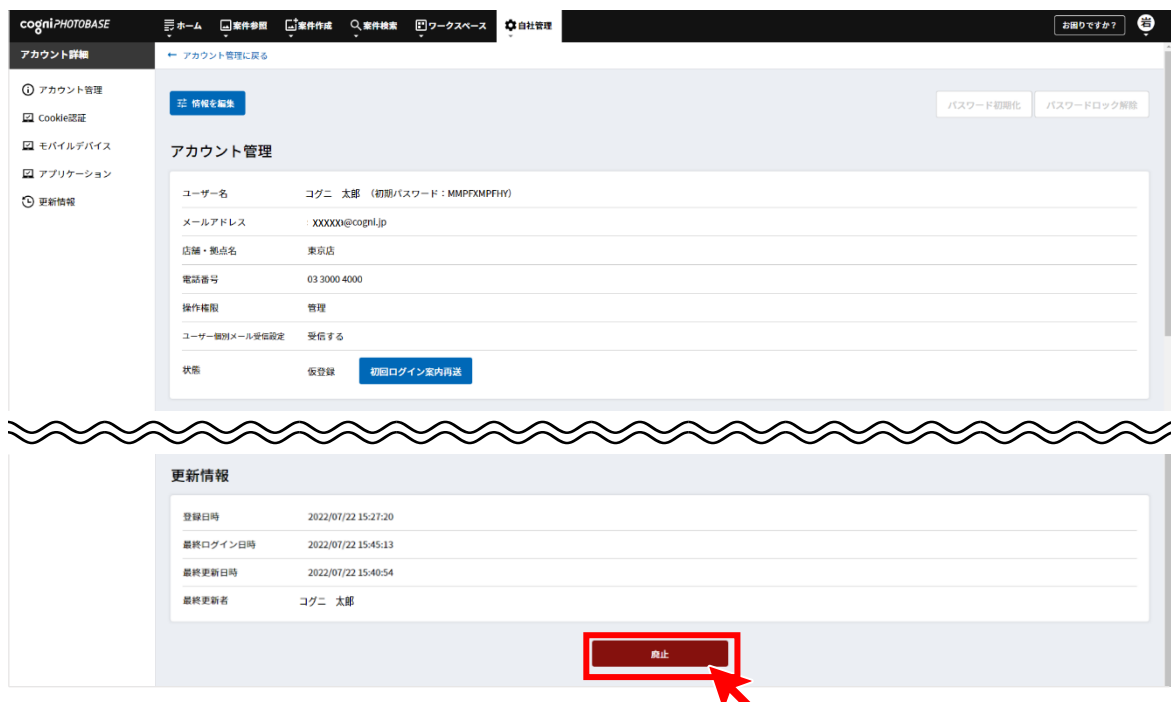 cogni PHOTOBASE
ホーム 案件参照 案件作成 案件検索 ワークスペース 自社管理 お困りですか? 岩
アカウント詳細
← アカウント管理に戻る
アカウント管理
Cookie認証
モバイルデバイス
アプリケーション
更新情報
情報を編集
パスワード初期化 パスワードロック解除
アカウント管理
ユーザー名 コグニ 太郎 (初期パスワード:MMPFXMPFHY)
メールアドレス XXXXX@cogni.jp
店舗・拠点名 東京店
電話番号 03 3000 4000
操作権限 管理
ユーザー個別メール受信設定 受信する
状態 仮登録 初回ログイン案内再送
更新情報
登録日時 2022/07/22 15:27:20
最終ログイン日時 2022/07/22 15:45:13
最終更新日時 2022/07/22 15:40:54
最終更新者 コグニ 太郎
廃止